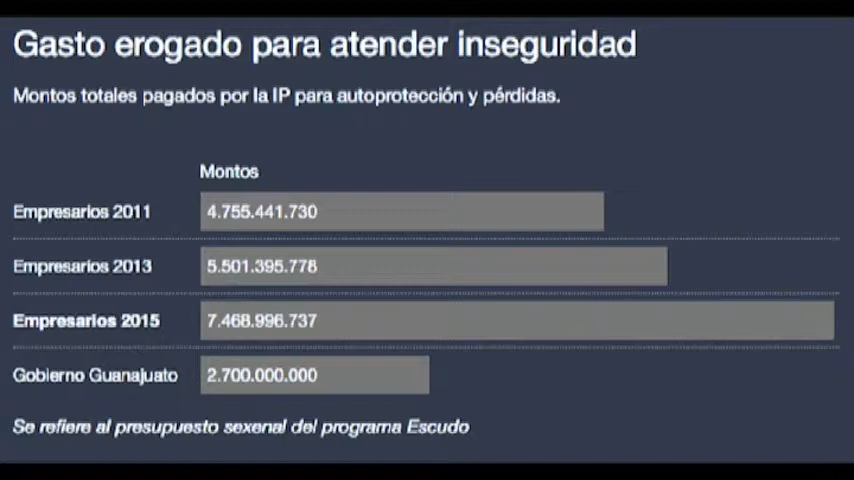 Gasto erogado para atender inseguridad
Montos totales pagados por la IP para autoprotección y pérdidas.
Montos
Empresarios 2011 4.755.441.730
Empresarios 2013 5.501.395.778
Empresarios 2015 7.468.996.737
Gobierno Guanajuato 2.700.000.000
Se refiere al presupuesto sexenal del programa Escudo